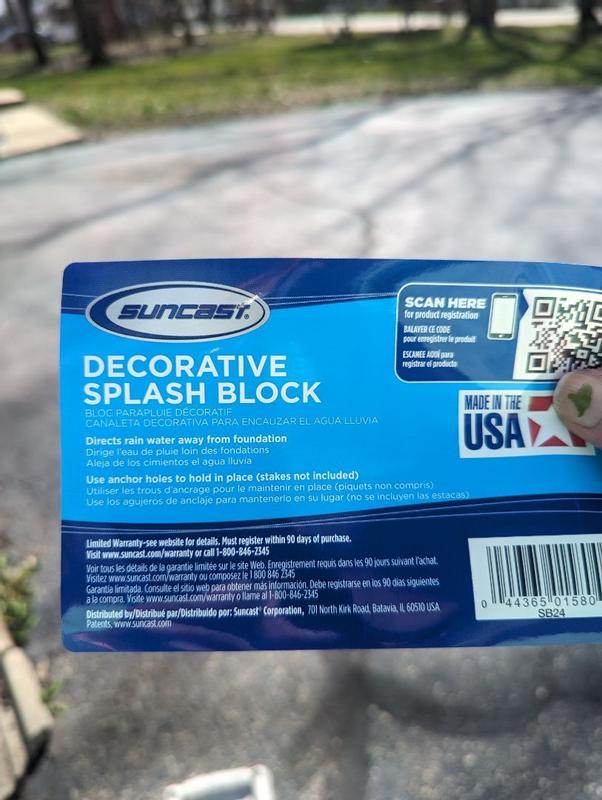 SUNCAST®
DECORATIVE
SPLASH BLOCK
BLOC PARAPLUIE DÉCORATIF
CANALETA DECORATIVA PARA ENCAUZAR EL AGUA LLUVIA
Directs rain water away from foundation
Dirige l'eau de pluie loin des fondations
Aleja de los cimientos el agua lluvia
Use anchor holes to hold in place (stakes not included)
Utiliser les trous d'ancrage pour le maintenir en place (piquets non compris)
Use los agujeros de anclaje para mantenerlo en su lugar (no se incluyen las estacas)
SCAN HERE
for product registration
BALAYER CE CODE
pour enregistrer le produit
ESCANEE AQUÍ para
registrar el producto
MADE IN THE
USA
Limited Warranty-see website for details. Must register within 90 days of purchase.
Visit www.suncast.com/warranty or call 1-800-846-2345
Voir tous les détails de la garantie limitée sur le site Web. Enregistrement requis dans les 90 jours suivant l'achat.
Visitez www.suncast.com/warranty ou composez le 1 800 846 2345
Garantía limitada. Consulte el sitio web para obtener más información. Debe registrarse en los 90 días siguientes
a la compra. Visite www.suncast.com/warranty o llame al 1-800-846-2345
Distributed by/Distribué par/Distribuido por: Suncast® Corporation, 701 North Kirk Road, Batavia, IL 60510 USA
Patents, www.suncast.com
0 44365 01580
SB24